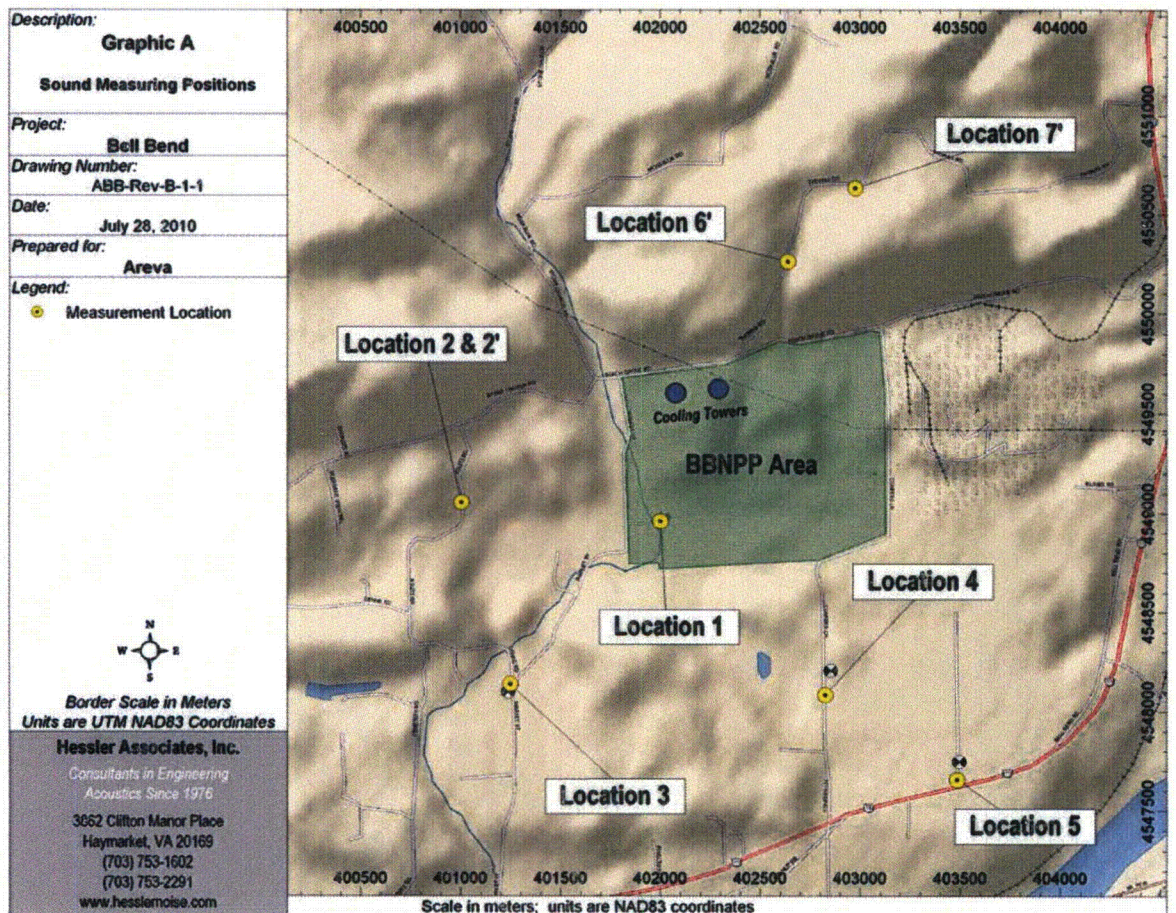 Description:
Graphic A
Sound Measuring Positions
Project:
Bell Bend
Drawing Number:
ABB-Rev-B-1-1
Date:
July 28, 2010
Prepared for:
Areva
Legend:
Measurement Location
N
W E
S
Border Scale in Meters
Units are UTM NAD83 Coordinates
Hessler Associates, Inc.
Consultants in Engineering
Acoustics Since 1976
3862 Clifton Manor Place
Haymarket, VA 20169
(703) 753-1602
(703) 753-2291
www.hesslernoise.com
400500 401000 401500 402000 402500 403000 403500 404000
4551000
4550500
4550000
4549500
4549000
4548500
4548000
4547500
Location 7'
Location 6'
Location 2 & 2'
Cooling Towers
BBNPP Area
Location 4
Location 1
Location 3
Location 5
400500 401000 401500 402000 402500 403000 403500 404000
Scale in meters; units are NAD83 coordinates